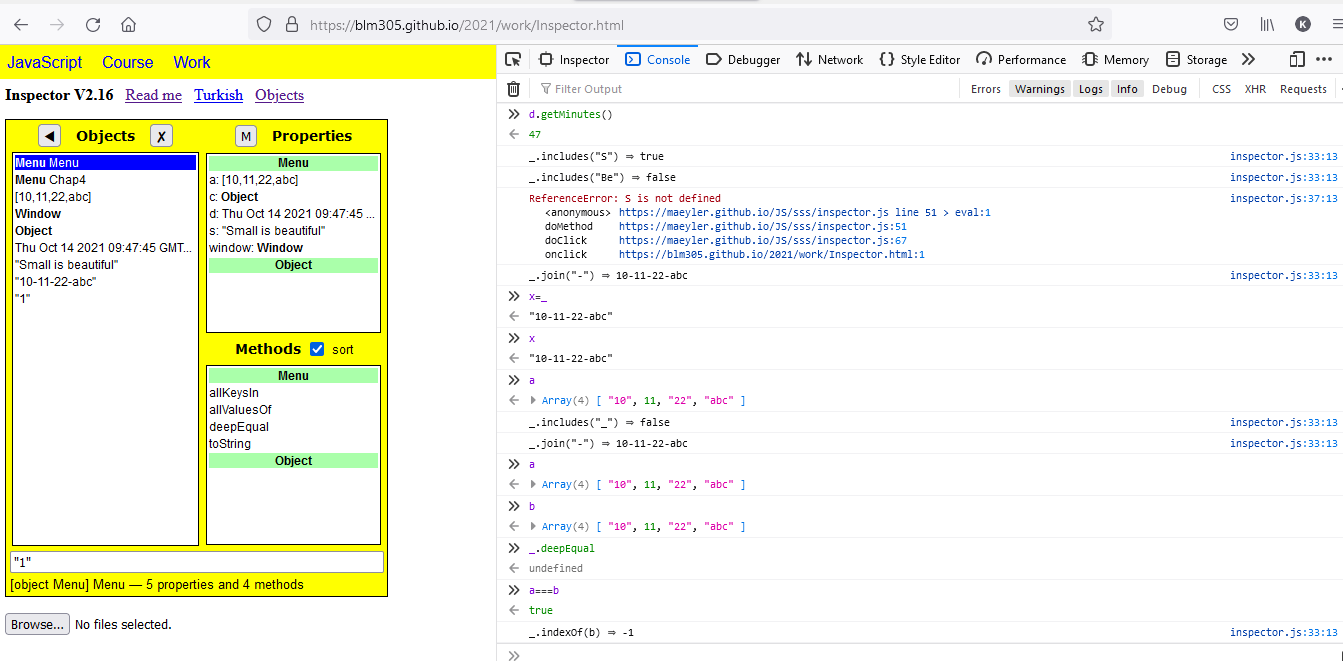 https://blm305.github.io/2021/work/Inspector.html
K
JavaScript Course Work
Inspector V2.16 Read me Turkish Objects
◀ Objects ✗ M Properties
Menu Menu
Menu Chap4
[10,11,22,abc]
Window
Object
Thu Oct 14 2021 09:47:45 GMT...
"Small is beautiful"
"10-11-22-abc"
"1"
Menu
a: [10,11,22,abc]
c: Object
d: Thu Oct 14 2021 09:47:45 ...
s: "Small is beautiful"
window: Window
Object
Methods sort
Menu
allKeysIn
allValuesOf
deepEqual
toString
Object
"1"
[object Menu] Menu — 5 properties and 4 methods
Browse... No files selected.
Inspector Console Debugger Network Style Editor Performance Memory Storage
Filter Output Errors Warnings Logs Info Debug CSS XHR Requests
d.getMinutes()
47
_.includes("S") ⇒ true inspector.js:33:13
_.includes("Be") ⇒ false inspector.js:33:13
ReferenceError: S is not defined inspector.js:37:13
<anonymous> https://maeyler.github.io/JS/sss/inspector.js line 51 > eval:1
doMethod https://maeyler.github.io/JS/sss/inspector.js:51
doClick https://maeyler.github.io/JS/sss/inspector.js:67
onclick https://blm305.github.io/2021/work/Inspector.html:1
_.join("-") ⇒ 10-11-22-abc inspector.js:33:13
x=_
"10-11-22-abc"
x
"10-11-22-abc"
a
Array(4) [ "10", 11, "22", "abc" ]
_.includes("_") ⇒ false inspector.js:33:13
_.join("-") ⇒ 10-11-22-abc inspector.js:33:13
a
Array(4) [ "10", 11, "22", "abc" ]
b
Array(4) [ "10", 11, "22", "abc" ]
_.deepEqual
undefined
a===b
true
_.indexOf(b) ⇒ -1 inspector.js:33:13